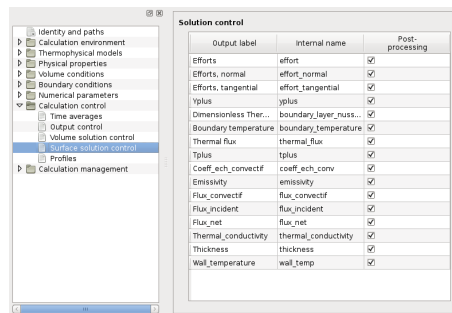 Identity and paths
Calculation environment
Thermophysical models
Physical properties
Volume conditions
Boundary conditions
Numerical parameters
Calculation control
Time averages
Output control
Volume solution control
Surface solution control
Profiles
Calculation management
Solution control
Output label Internal name Post-processing
Efforts effort
Efforts, normal effort_normal
Efforts, tangential effort_tangential
Yplus yplus
Dimensionless Ther... boundary_layer_nuss...
Boundary temperature boundary_temperature
Thermal flux thermal_flux
Tplus tplus
Coeff_ech_convectif coeff_ech_conv
Emissivity emissivity
Flux_convectif flux_convectif
Flux_incident flux_incident
Flux_net flux_net
Thermal_conductivity thermal_conductivity
Thickness thickness
Wall_temperature wall_temp